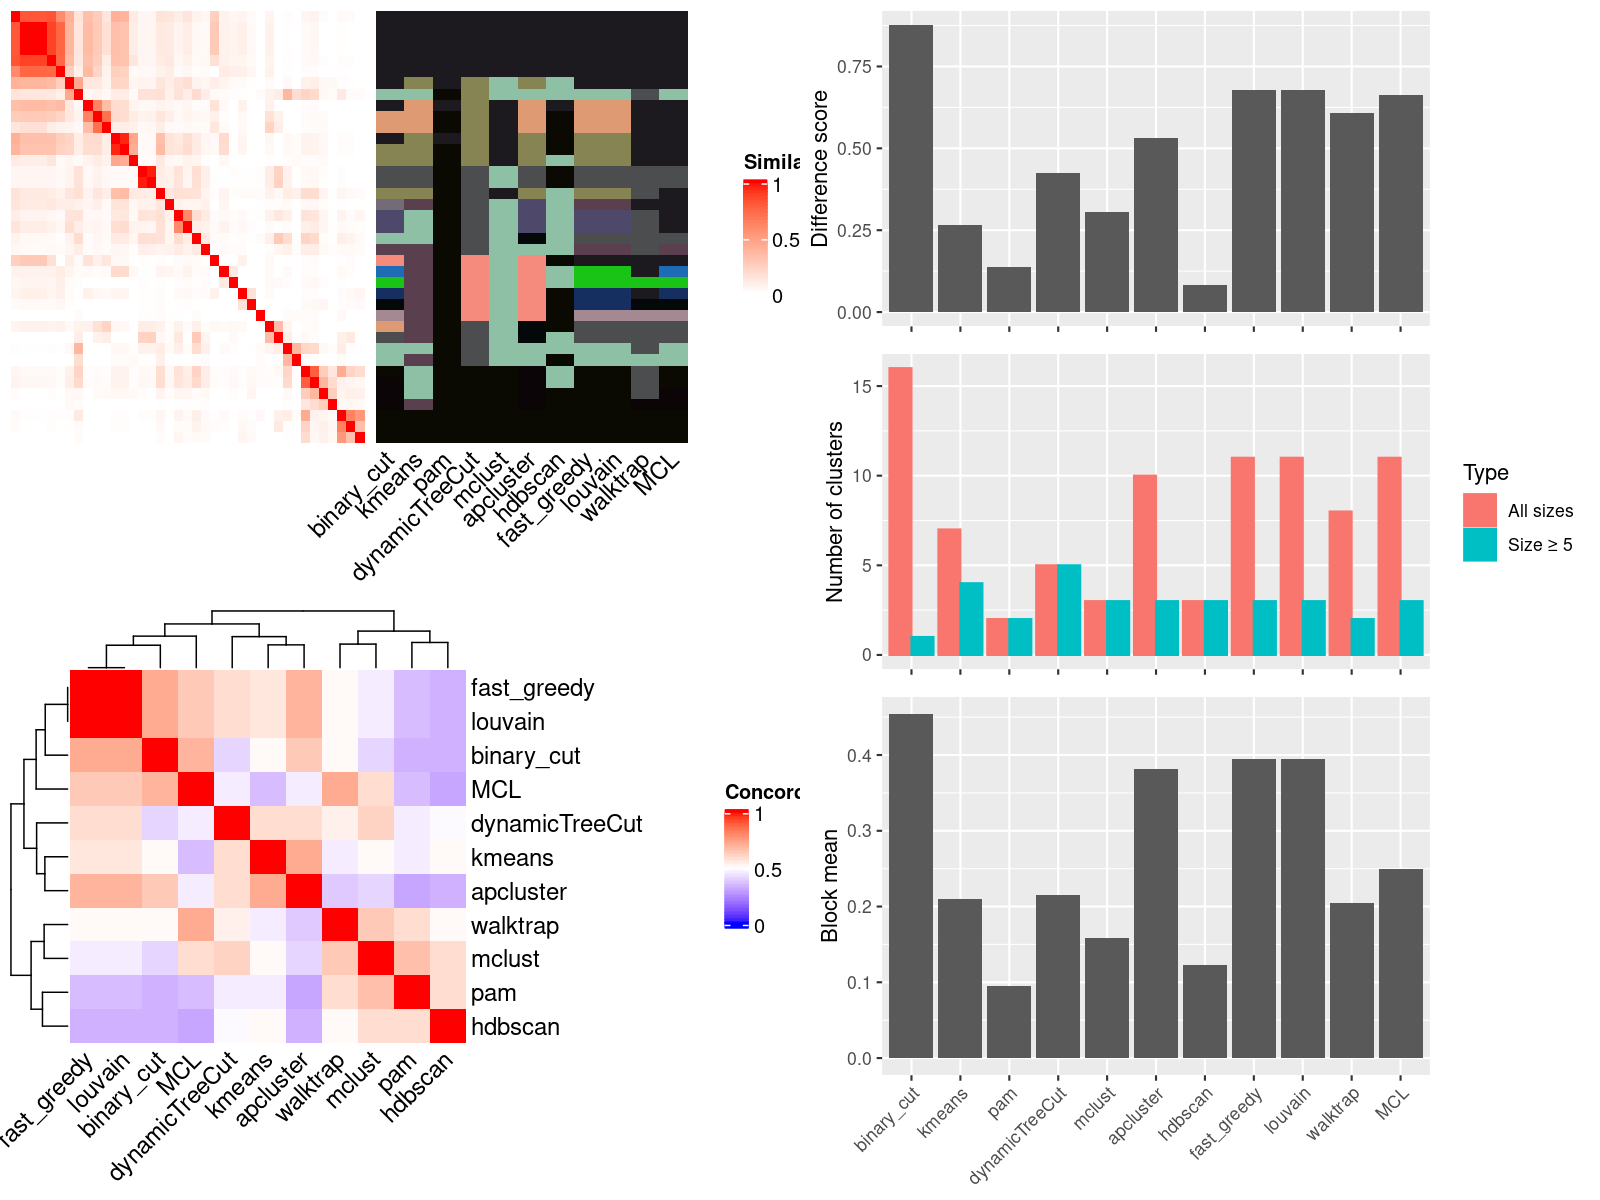 Simila
1
0.5
0
binary_cut
kmeans
pam
dynamicTreeCut
mclust
apcluster
hdbscan
fast_greedy
louvain
walktrap
MCL
Difference score
0.75
0.50
0.25
0.00
Number of clusters
15
10
5
0
Type
All sizes
Size ≥ 5
fast_greedy
louvain
binary_cut
MCL
dynamicTreeCut
kmeans
apcluster
walktrap
mclust
pam
hdbscan
fast_greedy
louvain
binary_cut
MCL
dynamicTreeCut
kmeans
apcluster
walktrap
mclust
pam
hdbscan
Concord
1
0.5
0
Block mean
0.4
0.3
0.2
0.1
0.0
binary_cut
kmeans
pam
dynamicTreeCut
mclust
apcluster
hdbscan
fast_greedy
louvain
walktrap
MCL